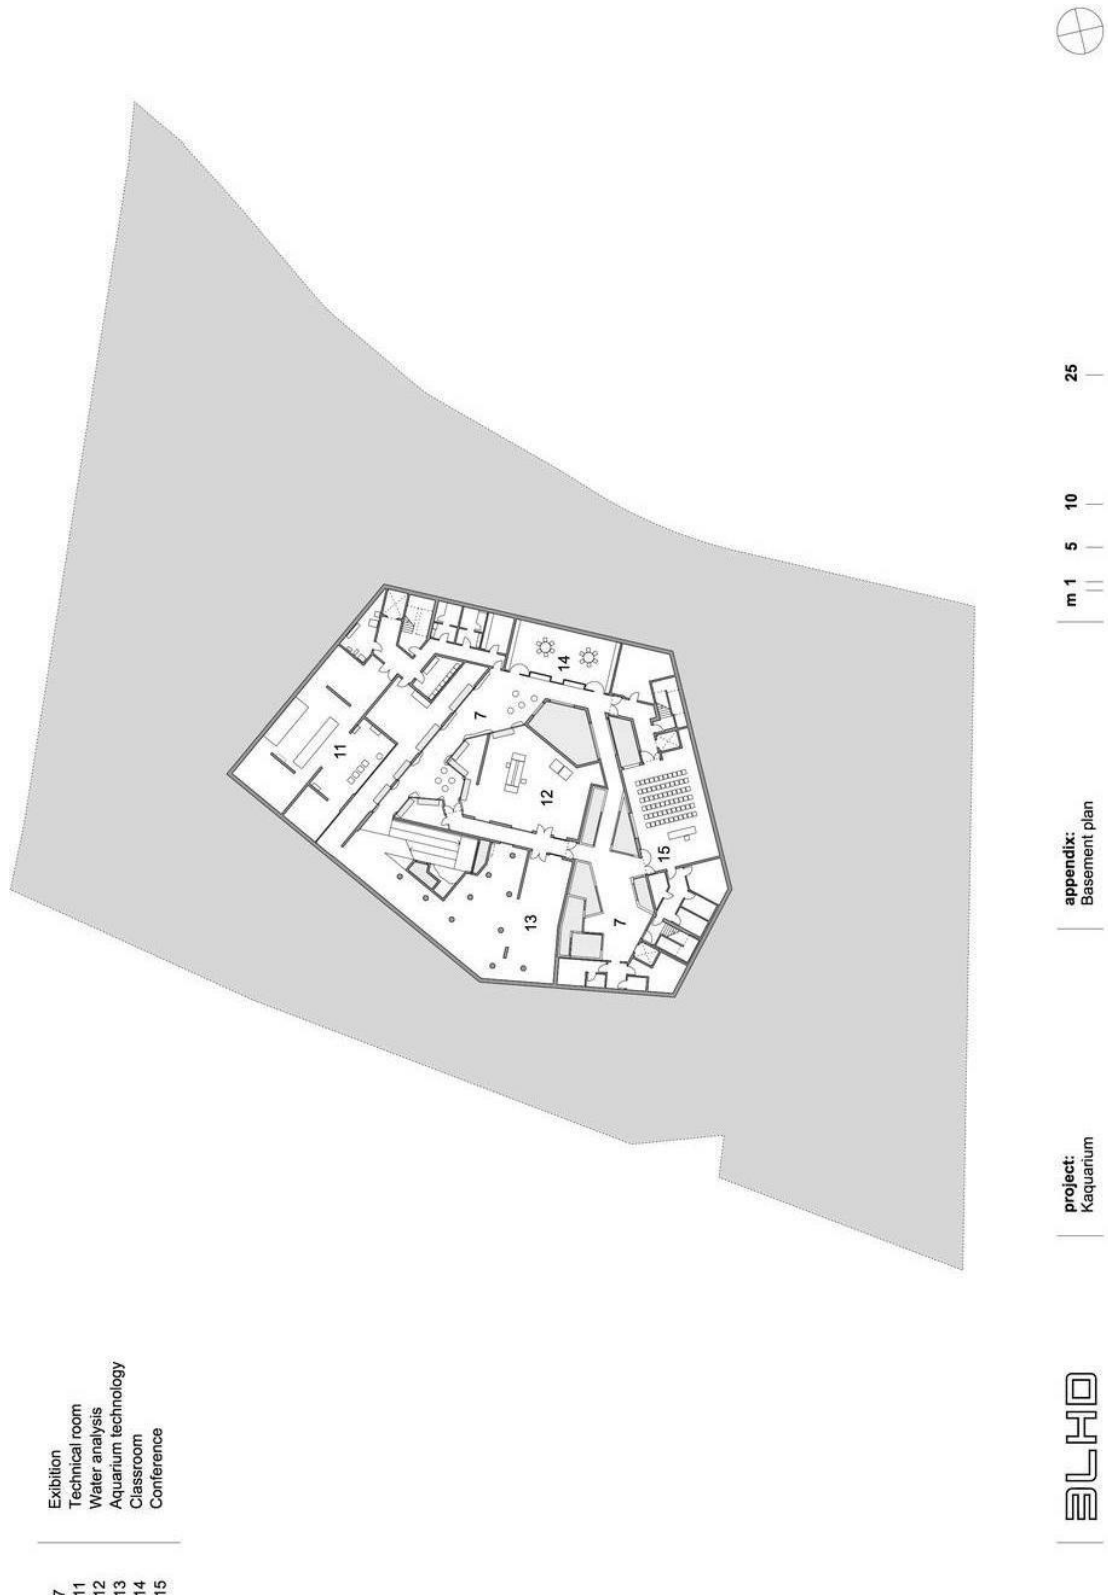 7 Exibition
11 Technical room
12 Water analysis
13 Aquarium technology
14 Classroom
15 Conference
11
7
14
12
13
15
7
3LHD
project:
Kaquarium
appendix:
Basement plan
m 1 5 10 25